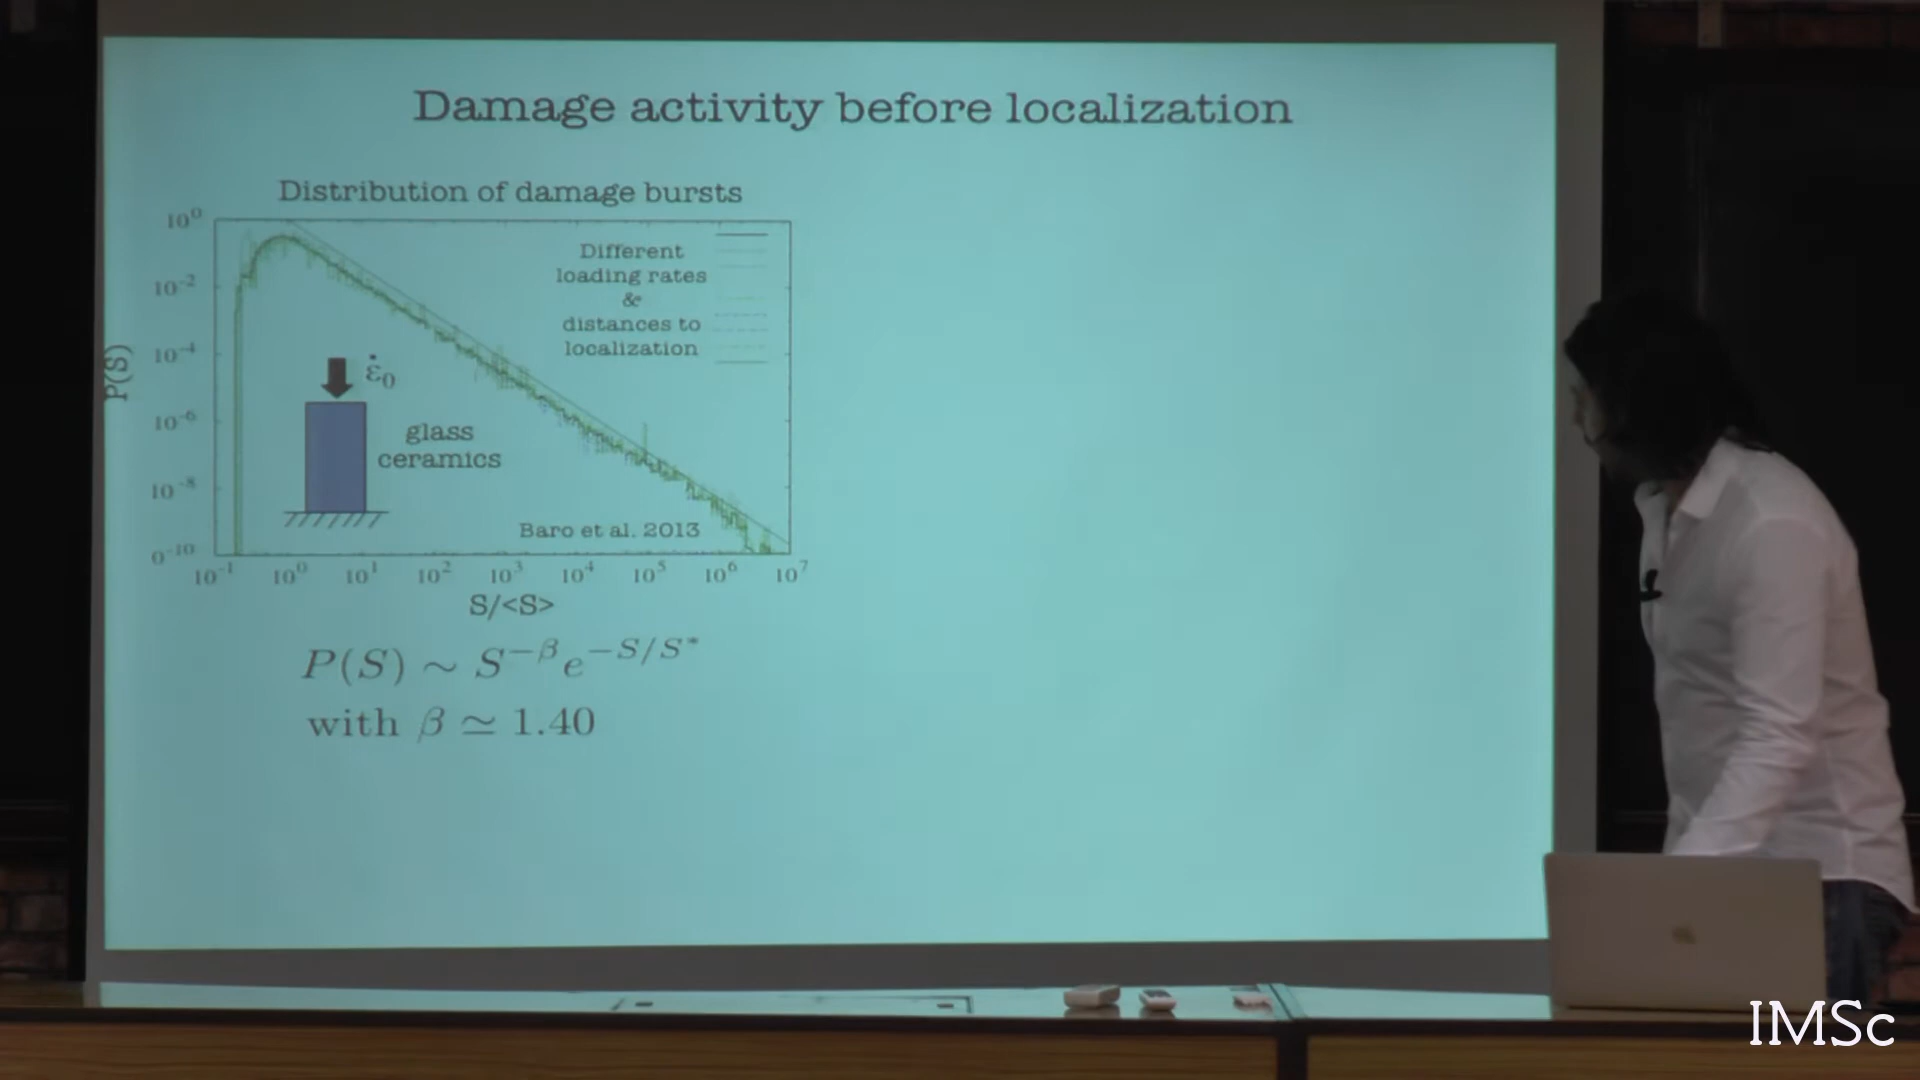 Damage activity before localization
Distribution of damage bursts
10^0
10^-2
10^-4
10^-6
10^-8
0^-10
P(S)
Different
loading rates
&
distances to
localization
ε̇_0
glass
ceramics
Baro et al. 2013
10^-1 10^0 10^1 10^2 10^3 10^4 10^5 10^6 10^7
S/<S>
P(S) ∼ S^−β e^−S/S*
with β ≃ 1.40
IMSc